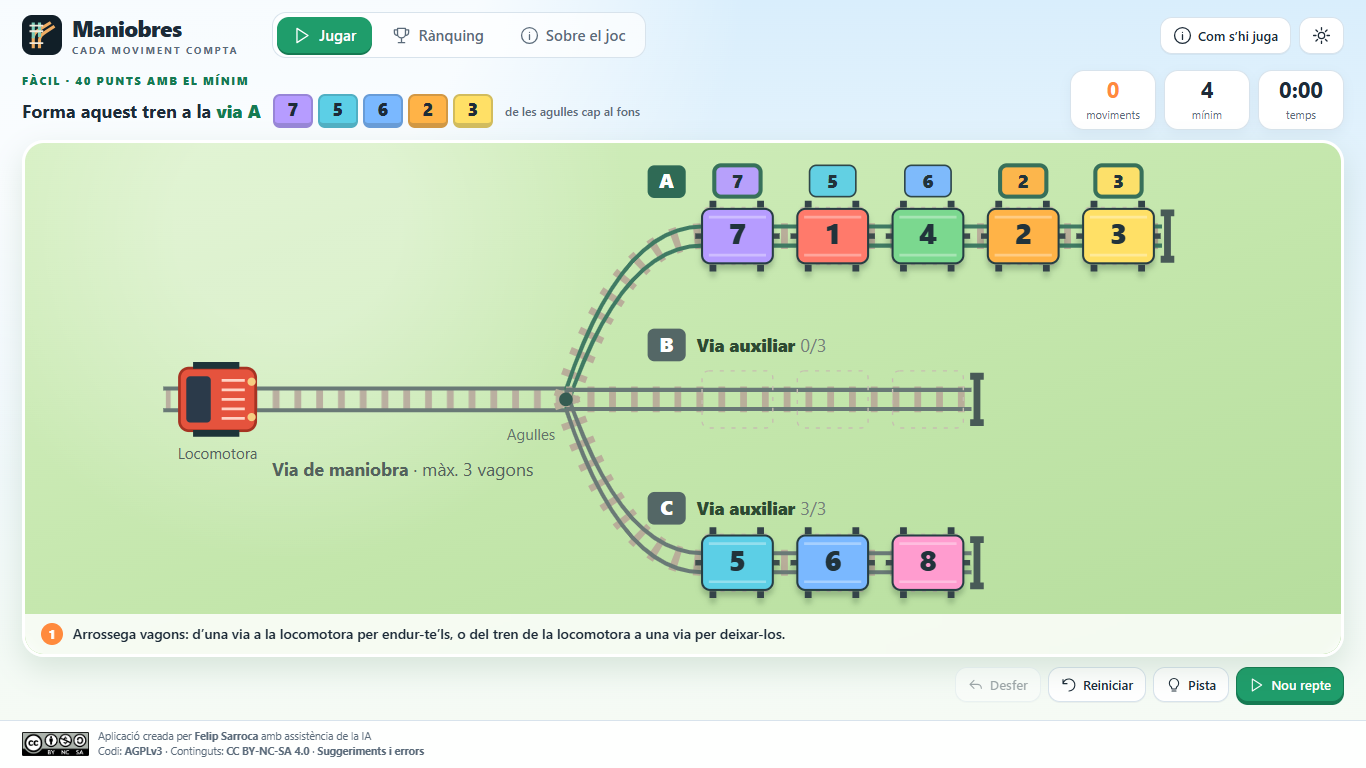 Maniobres
CADA MOVIMENT COMPTA
Jugar
Rànquing
Sobre el joc
Com s’hi juga
FÀCIL · 40 PUNTS AMB EL MÍNIM
Forma aquest tren a la via A 7 5 6 2 3 de les agulles cap al fons
0 4 0:00
moviments mínim temps
A 7 5 6 2 3
7 1 4 2 3
B Via auxiliar 0/3
Agulles
Locomotora
Via de maniobra · màx. 3 vagons
C Via auxiliar 3/3
5 6 8
1 Arrossega vagons: d’una via a la locomotora per endur-te’ls, o del tren de la locomotora a una via per deixar-los.
Desfer Reiniciar Pista Nou repte
cc BY NC SA
Aplicació creada per Felip Sarroca amb assistència de la IA
Codi: AGPLv3 · Continguts: CC BY-NC-SA 4.0 · Suggeriments i errors